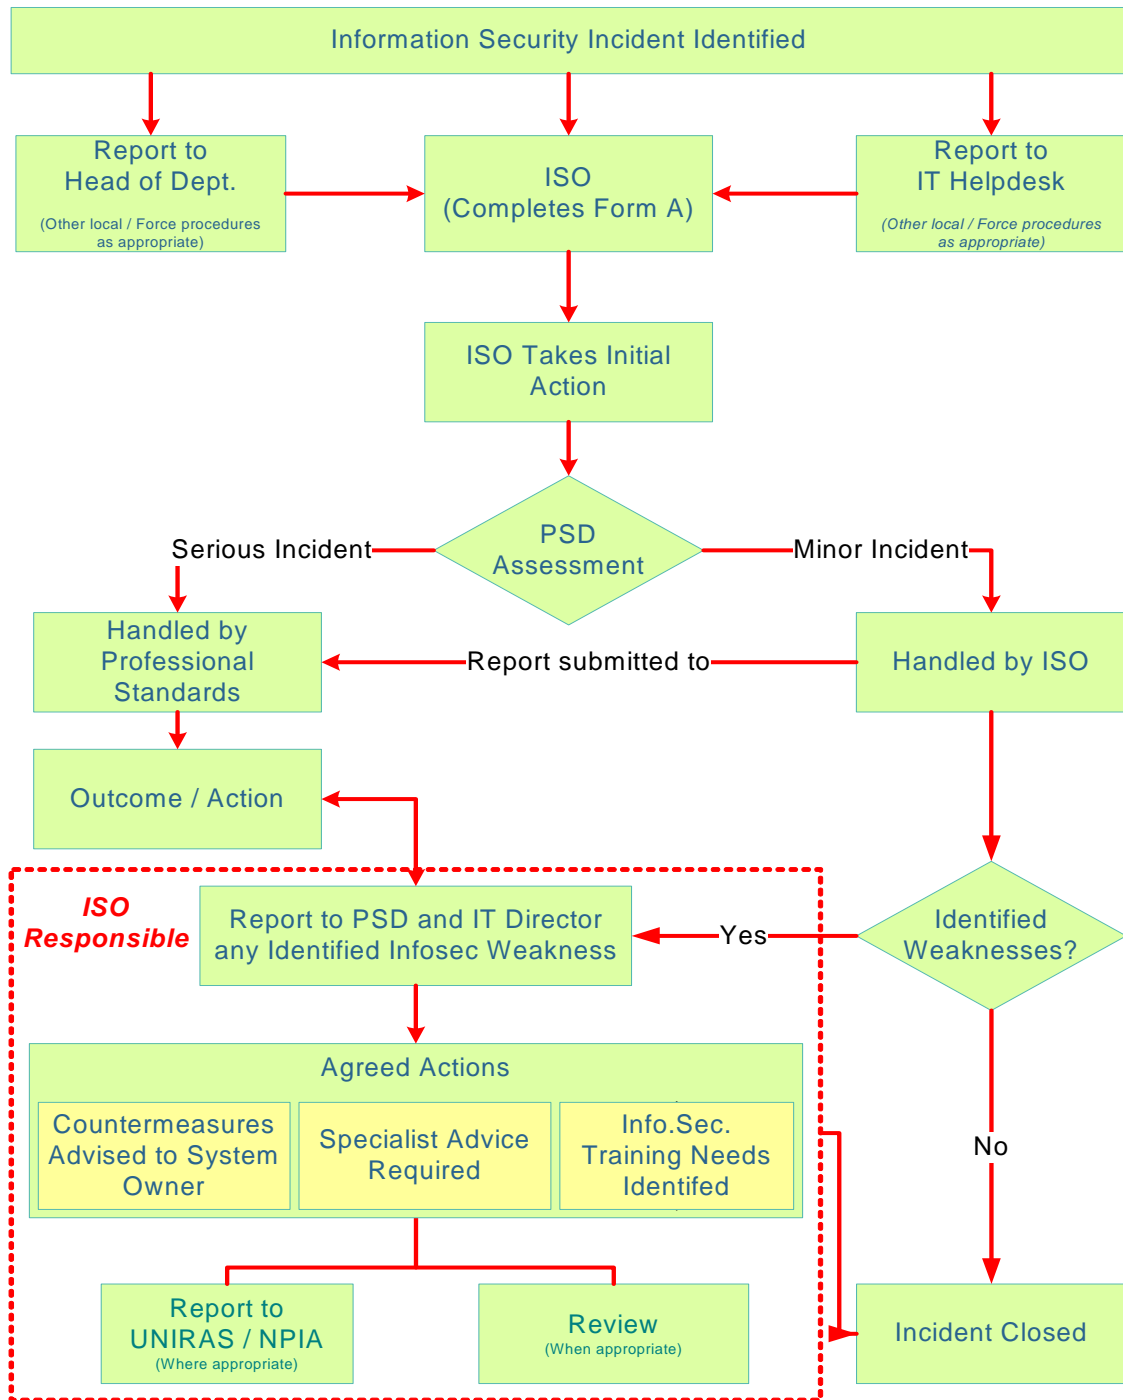 Information Security Incident Identified
Report to
Head of Dept.
(Other local / Force procedures
as appropriate)
ISO
(Completes Form A)
Report to
IT Helpdesk
(Other local / Force procedures
as appropriate)
ISO Takes Initial
Action
PSD
Assessment
Serious Incident
Minor Incident
Handled by
Professional
Standards
Report submitted to
Handled by ISO
Outcome / Action
ISO
Responsible
Report to PSD and IT Director
any Identified Infosec Weakness
Yes
Identified
Weaknesses?
Agreed Actions
Countermeasures
Advised to System
Owner
Specialist Advice
Required
Info.Sec.
Training Needs
Identifed
No
Report to
UNIRAS / NPIA
(Where appropriate)
Review
(When appropriate)
Incident Closed